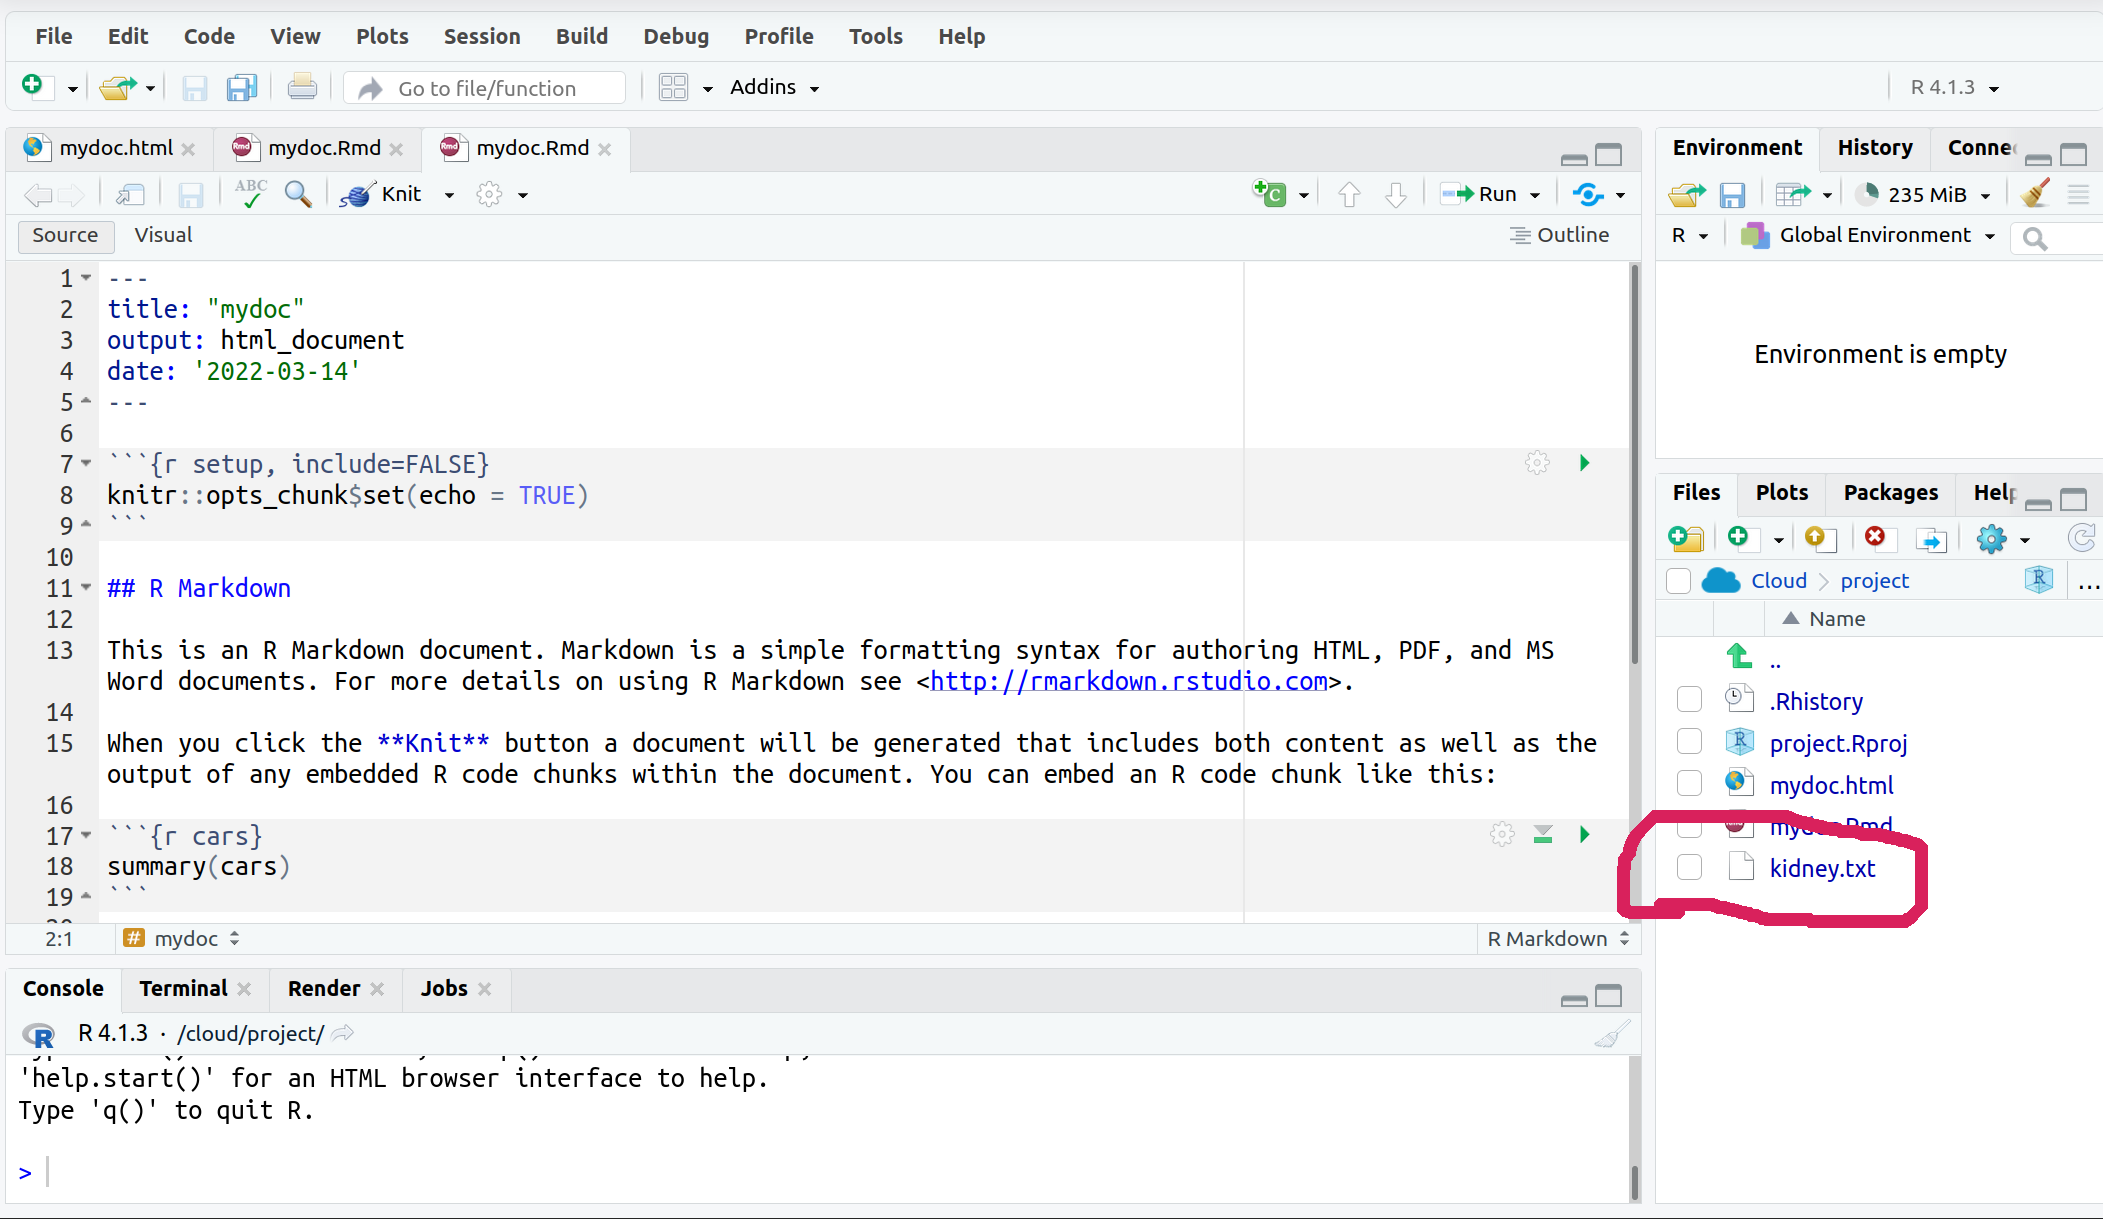 File Edit Code View Plots Session Build Debug Profile Tools Help
Go to file/function Addins R 4.1.3
mydoc.html mydoc.Rmd mydoc.Rmd
ABC Knit Run
Source Visual Outline
1 ---
2 title: "mydoc"
3 output: html_document
4 date: '2022-03-14'
5 ---
6
7 ```{r setup, include=FALSE}
8 knitr::opts_chunk$set(echo = TRUE)
9 ```
10
11 ## R Markdown
12
13 This is an R Markdown document. Markdown is a simple formatting syntax for authoring HTML, PDF, and MS
Word documents. For more details on using R Markdown see <http://rmarkdown.rstudio.com>.
14
15 When you click the **Knit** button a document will be generated that includes both content as well as the
output of any embedded R code chunks within the document. You can embed an R code chunk like this:
16
17 ```{r cars}
18 summary(cars)
19 ```
2:1 mydoc R Markdown
Console Terminal Render Jobs
R 4.1.3 · /cloud/project/
'help.start()' for an HTML browser interface to help.
Type 'q()' to quit R.
>
Environment History Connec
235 MiB
R Global Environment
Environment is empty
Files Plots Packages Help
Cloud project ...
Name
..
.Rhistory
project.Rproj
mydoc.html
mydoc.Rmd
kidney.txt